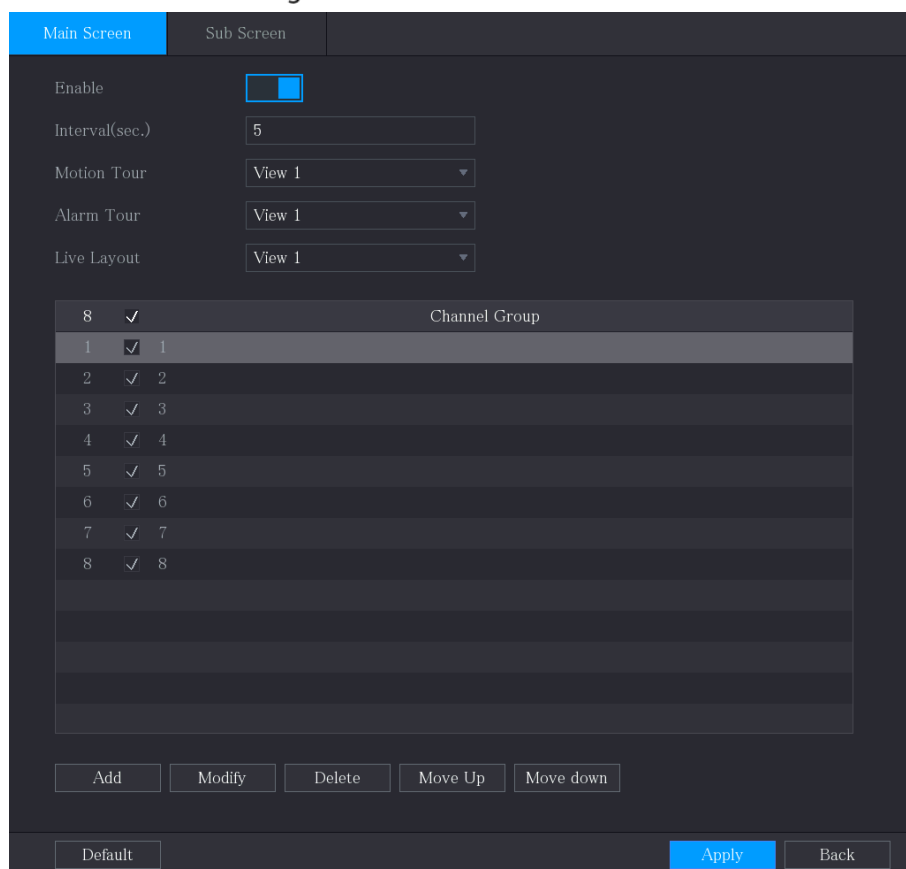 Main Screen Sub Screen
Enable
Interval(sec.) 5
Motion Tour View 1
Alarm Tour View 1
Live Layout View 1
8 Channel Group
1 1
2 2
3 3
4 4
5 5
6 6
7 7
8 8
Add Modify Delete Move Up Move down
Default Apply Back